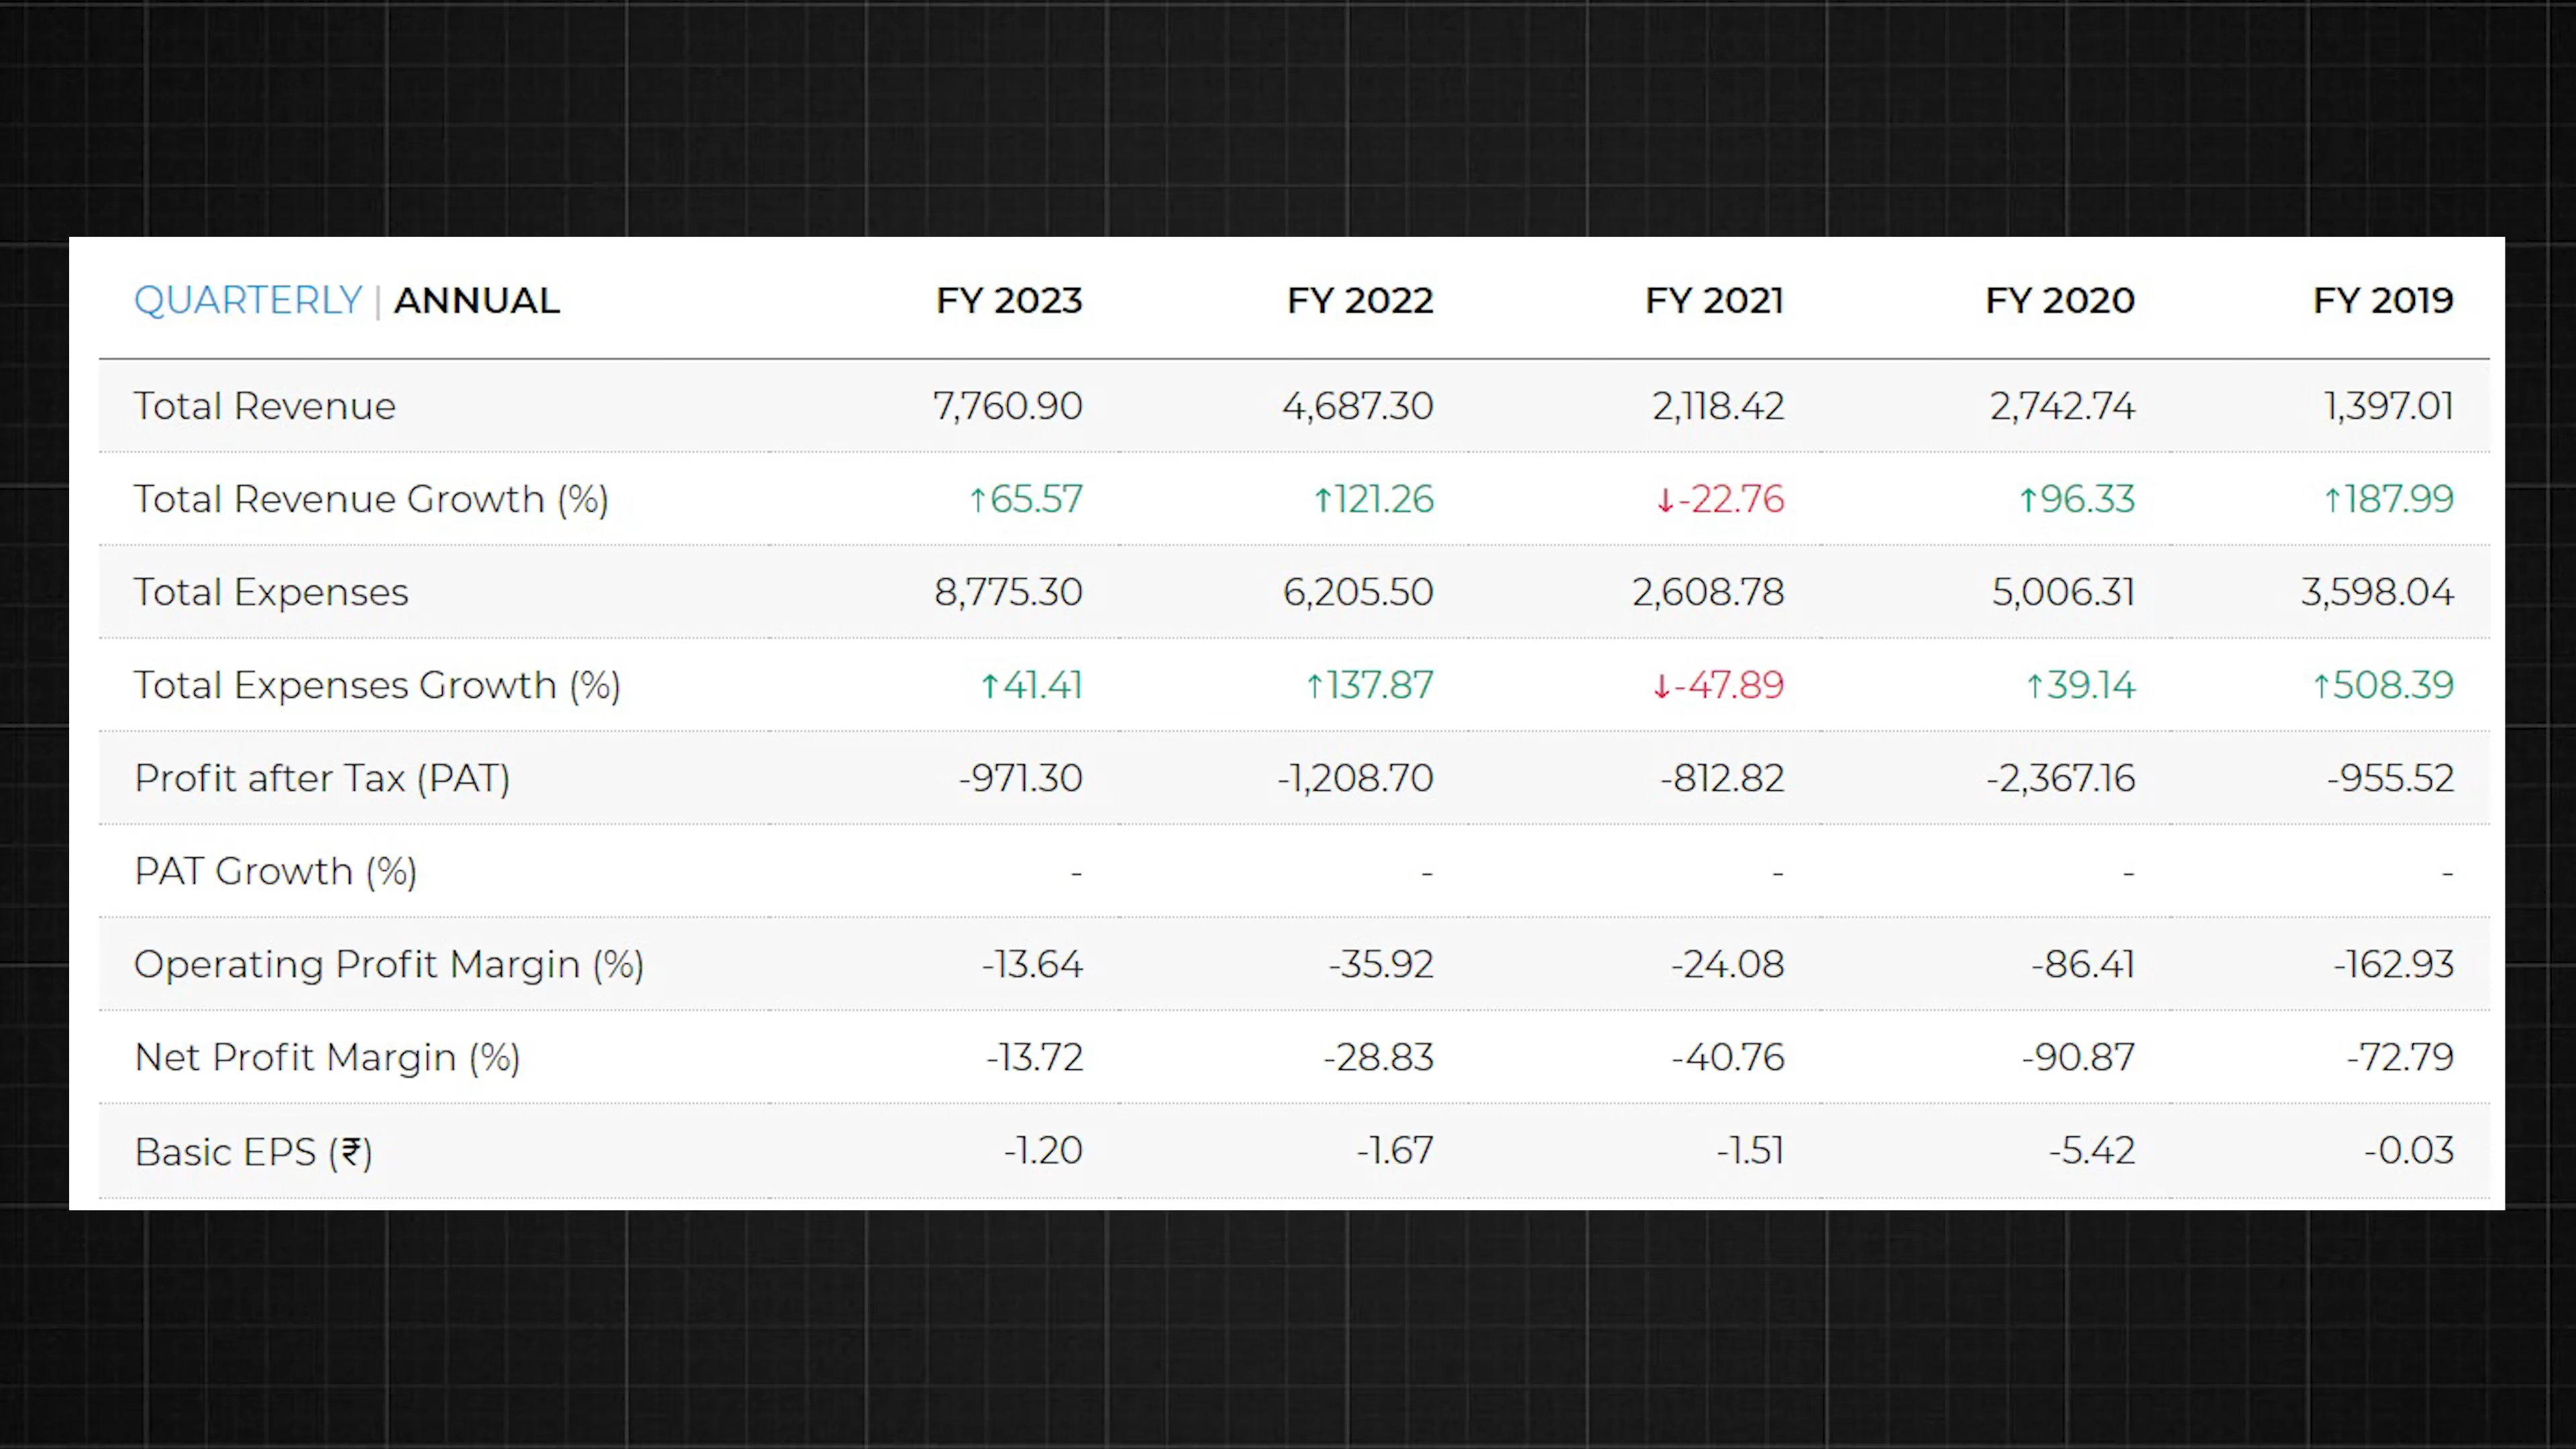 QUARTERLY | ANNUAL FY 2023 FY 2022 FY 2021 FY 2020 FY 2019
Total Revenue 7,760.90 4,687.30 2,118.42 2,742.74 1,397.01
Total Revenue Growth (%) ↑65.57 ↑121.26 ↓-22.76 ↑96.33 ↑187.99
Total Expenses 8,775.30 6,205.50 2,608.78 5,006.31 3,598.04
Total Expenses Growth (%) ↑41.41 ↑137.87 ↓-47.89 ↑39.14 ↑508.39
Profit after Tax (PAT) -971.30 -1,208.70 -812.82 -2,367.16 -955.52
PAT Growth (%) - - - - -
Operating Profit Margin (%) -13.64 -35.92 -24.08 -86.41 -162.93
Net Profit Margin (%) -13.72 -28.83 -40.76 -90.87 -72.79
Basic EPS (₹) -1.20 -1.67 -1.51 -5.42 -0.03